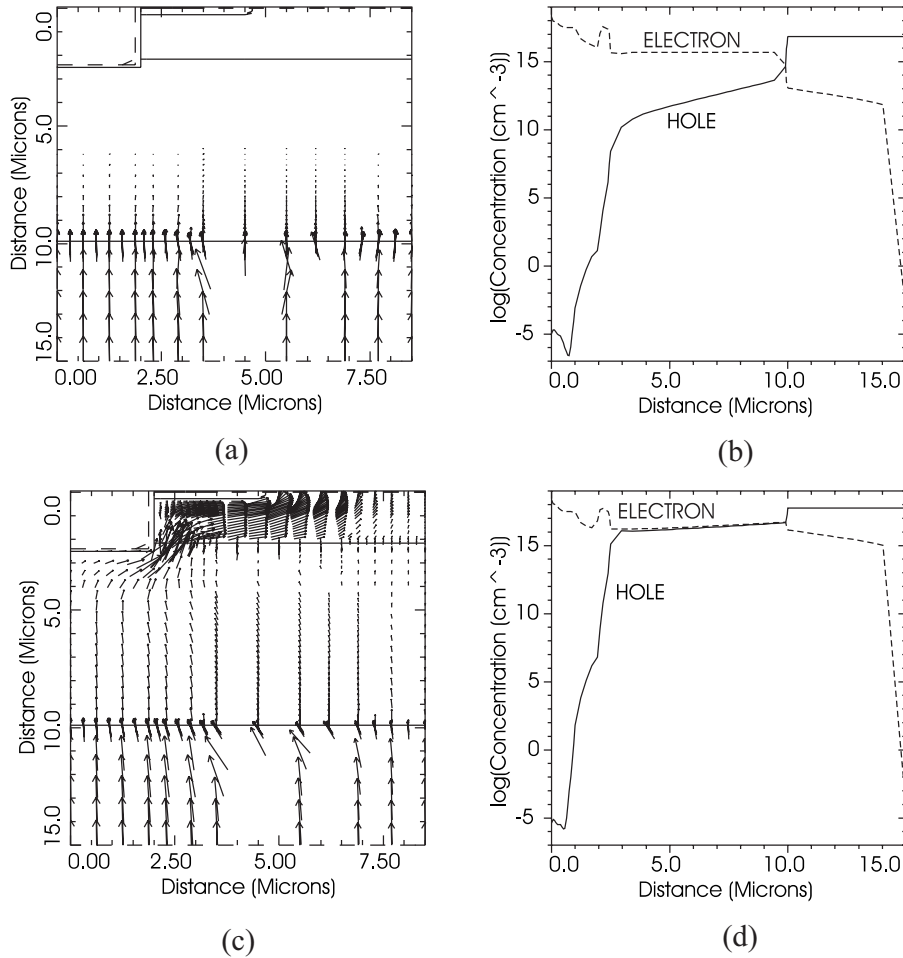 0.0
5.0
10.0
15.0
Distance (Microns)
0.00
2.50
5.00
7.50
Distance (Microns)
(a)
15
10
5
0
-5
log(Concentration (cm^-3))
ELECTRON
HOLE
0.0
5.0
10.0
15.0
Distance (Microns)
(b)
0.0
5.0
10.0
15.0
Distance (Microns)
0.00
2.50
5.00
7.50
Distance (Microns)
(c)
15
10
5
0
-5
log(Concentration (cm^-3))
ELECTRON
HOLE
0.0
5.0
10.0
15.0
Distance (Microns)
(d)